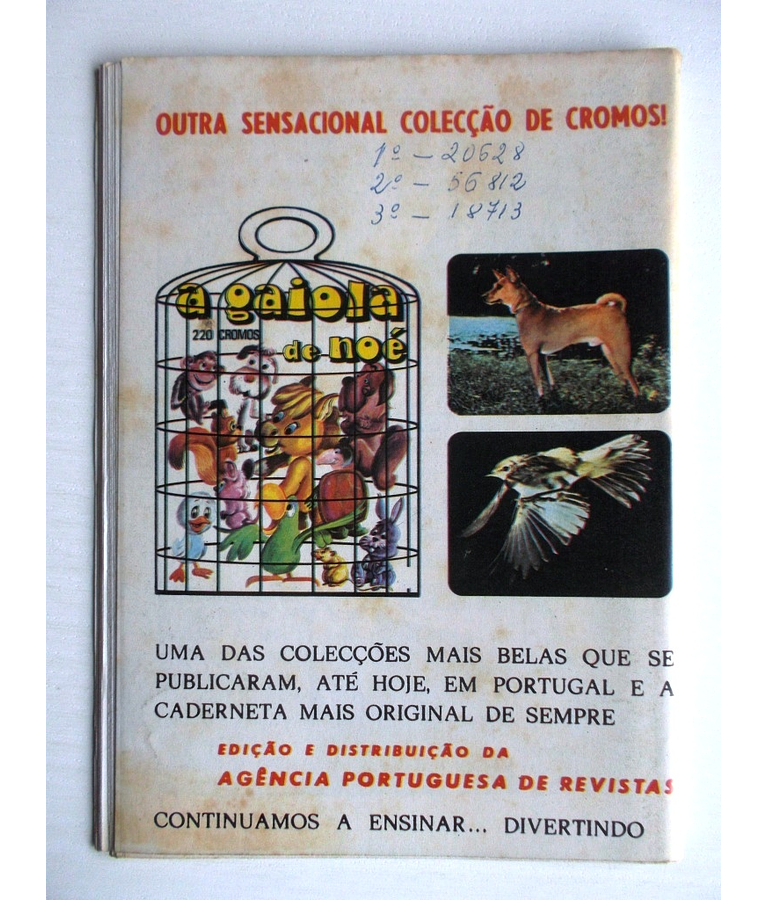 OUTRA SENSACIONAL COLECÇÃO DE CROMOS!
1º - 20628
2º - 56812
3º - 18713
a gaiola
220 CROMOS
de noé
UMA DAS COLECÇÕES MAIS BELAS QUE SE
PUBLICARAM, ATÉ HOJE, EM PORTUGAL E A
CADERNETA MAIS ORIGINAL DE SEMPRE
EDIÇÃO E DISTRIBUIÇÃO DA
AGÊNCIA PORTUGUESA DE REVISTAS
CONTINUAMOS A ENSINAR... DIVERTINDO